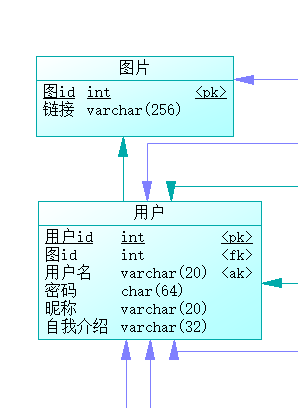 图片
图id int <pk>
链接 varchar(256)
用户
用户id int <pk>
图id int <fk>
用户名 varchar(20) <ak>
密码 char(64)
昵称 varchar(20)
自我介绍 varchar(32)